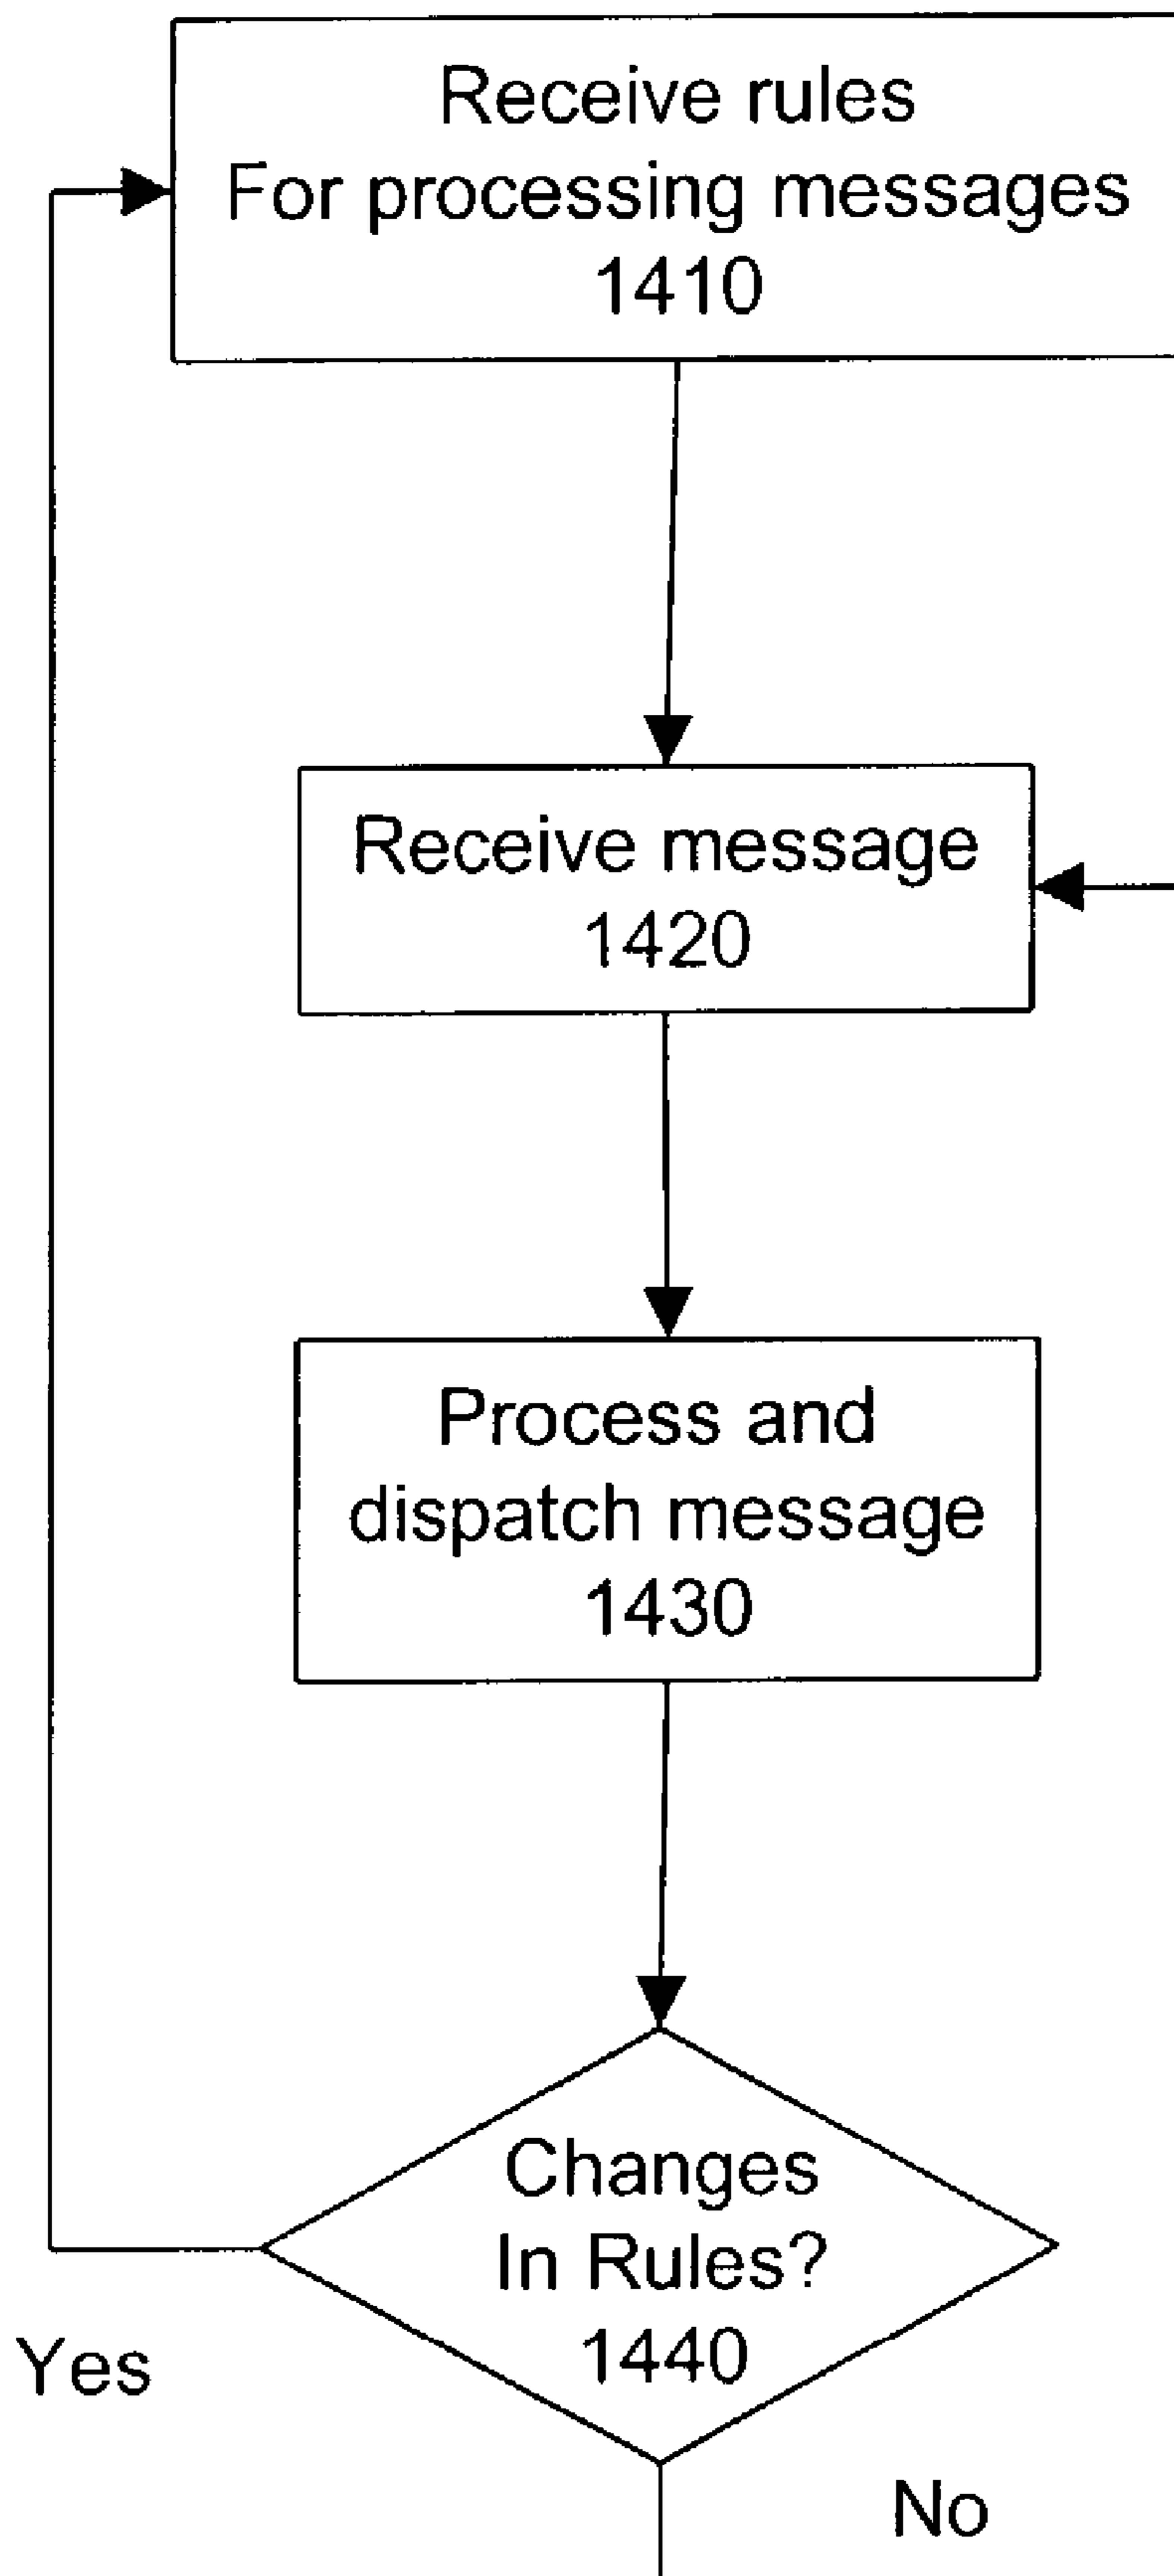 Receive rules
For processing messages
1410
Receive message
1420
Process and
dispatch message
1430
Changes
In Rules?
1440
Yes
No